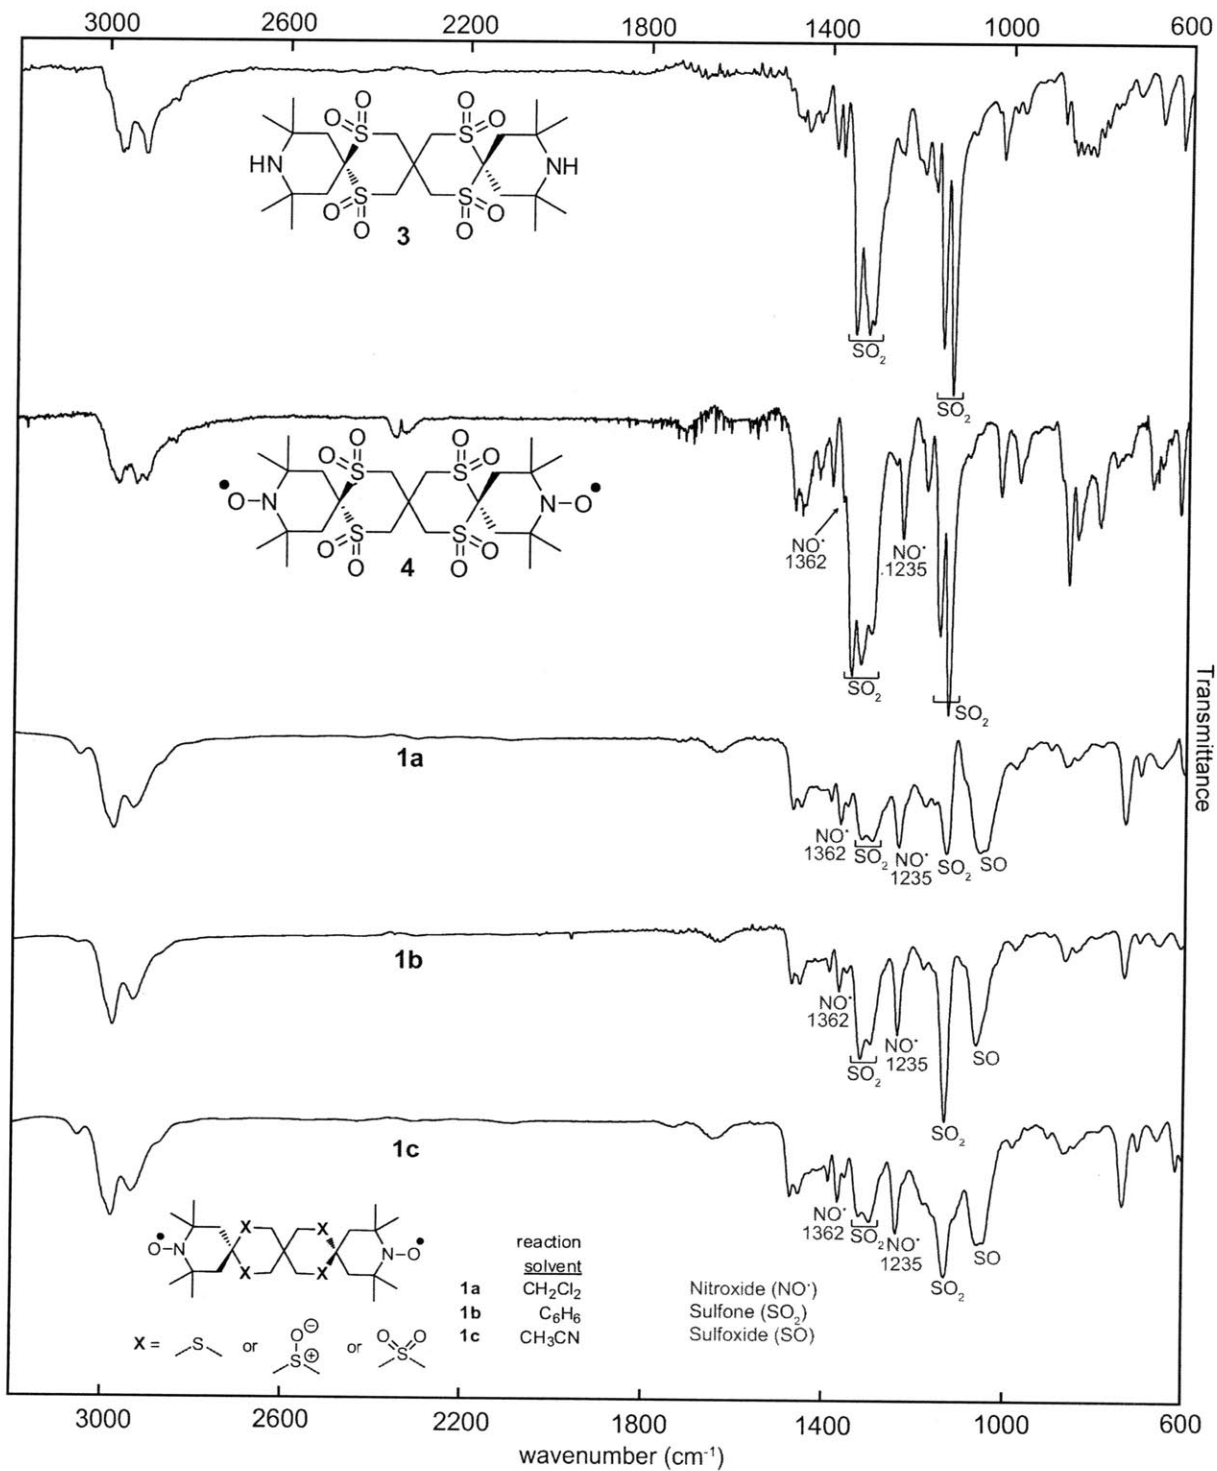 3000 2600 2200 1800 1400 1000 600
O O
O S S O
HN NH
O S S O
O O
3
SO2
SO2
O O
O S S O
•O–N N–O•
O S S O
O O
4
NO•
1362
NO•
.1235
SO2
SO2
Transmittance
1a
NO•
1362
SO2
NO•
1235
SO2
SO
1b
NO•
1362
SO2
NO•
1235
SO
SO2
1c
NO•
1362
SO2
NO•
1235
SO
SO2
X X
•O–N N–O•
X X
reaction
solvent
1a CH2Cl2
1b C6H6
1c CH3CN
Nitroxide (NO•)
Sulfone (SO2)
Sulfoxide (SO)
X = S or O⊖ S⊕ or O O S
3000 2600 2200 1800 1400 1000 600
wavenumber (cm-1)